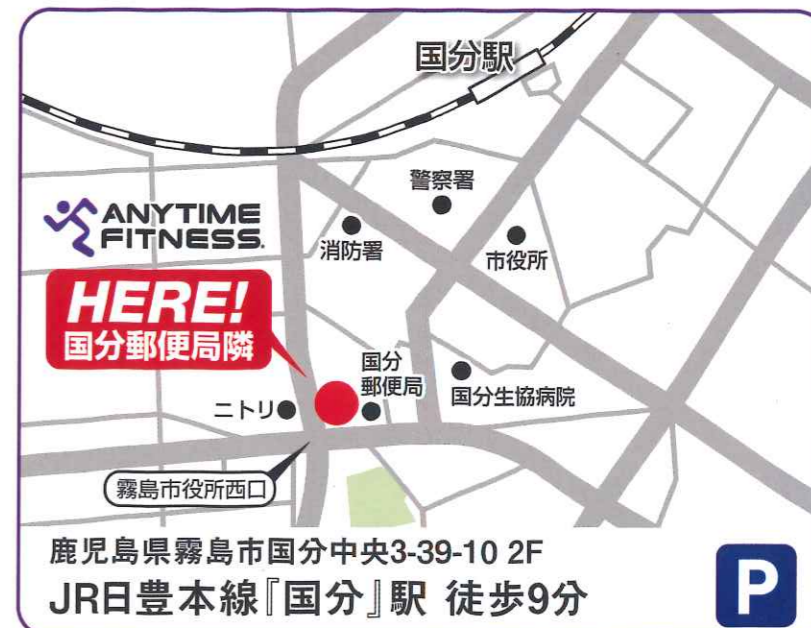 国分駅
警察署
消防署
市役所
ANYTIME
FITNESS.
HERE!
国分郵便局隣
国分
郵便局
国分生協病院
ニトリ
霧島市役所西口
鹿児島県霧島市国分中央3-39-10 2F
JR日豊本線『国分』駅 徒歩9分
P